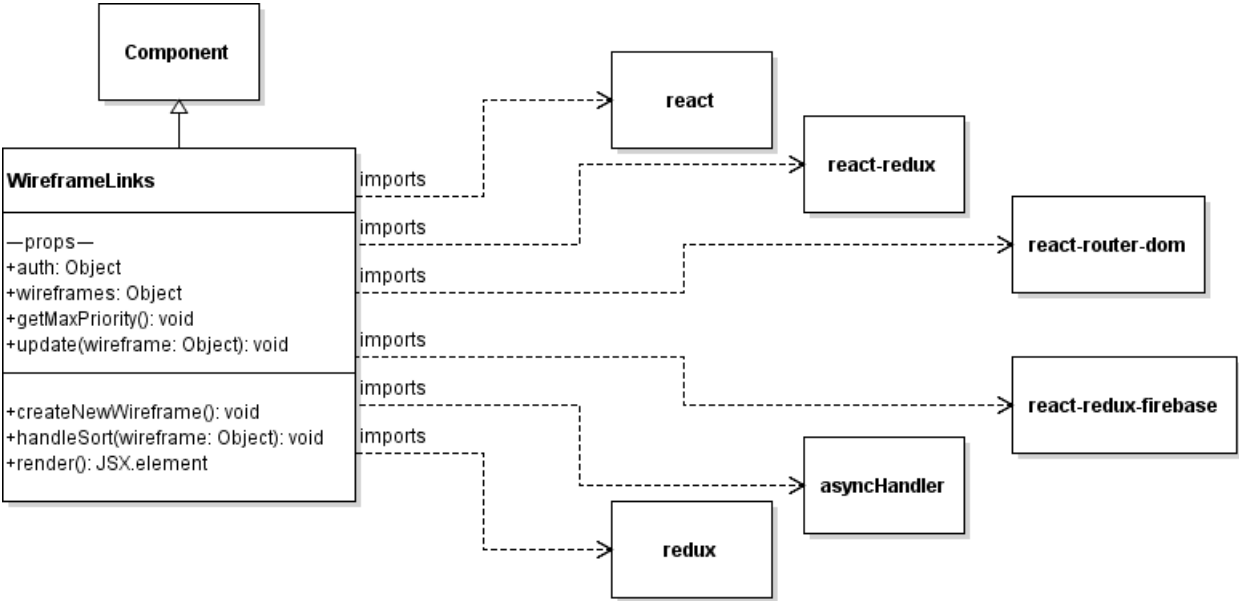 Component
WireframeLinks
—props—
+auth: Object
+wireframes: Object
+getMaxPriority(): void
+update(wireframe: Object): void
+createNewWireframe(): void
+handleSort(wireframe: Object): void
+render(): JSX.element
imports
imports
imports
imports
imports
imports
react
react-redux
react-router-dom
react-redux-firebase
asyncHandler
redux